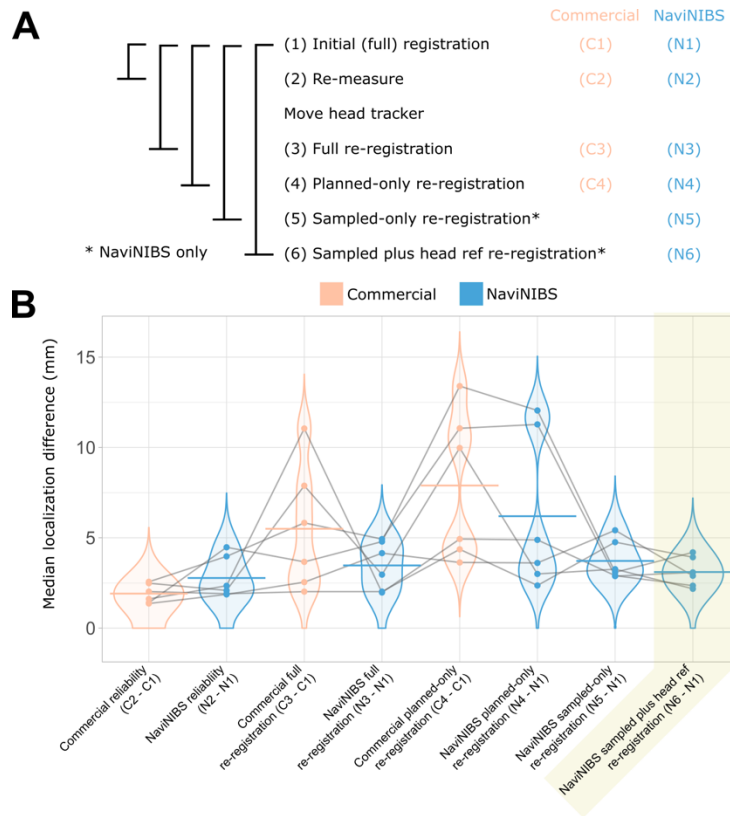 A
Commercial NaviNIBS
(1) Initial (full) registration (C1) (N1)
(2) Re-measure (C2) (N2)
Move head tracker
(3) Full re-registration (C3) (N3)
(4) Planned-only re-registration (C4) (N4)
(5) Sampled-only re-registration* (N5)
* NaviNIBS only (6) Sampled plus head ref re-registration* (N6)
B
Commercial NaviNIBS
Median localization difference (mm)
15
10
5
0
Commercial reliability
(C2 - C1)
NaviNIBS reliability
(N2 - N1)
Commercial full
re-registration (C3 - C1)
NaviNIBS full
re-registration (N3 - N1)
Commercial planned-only
re-registration (C4 - C1)
NaviNIBS planned-only
re-registration (N4 - N1)
NaviNIBS sampled-only
re-registration (N5 - N1)
NaviNIBS sampled plus head ref
re-registration (N6 - N1)